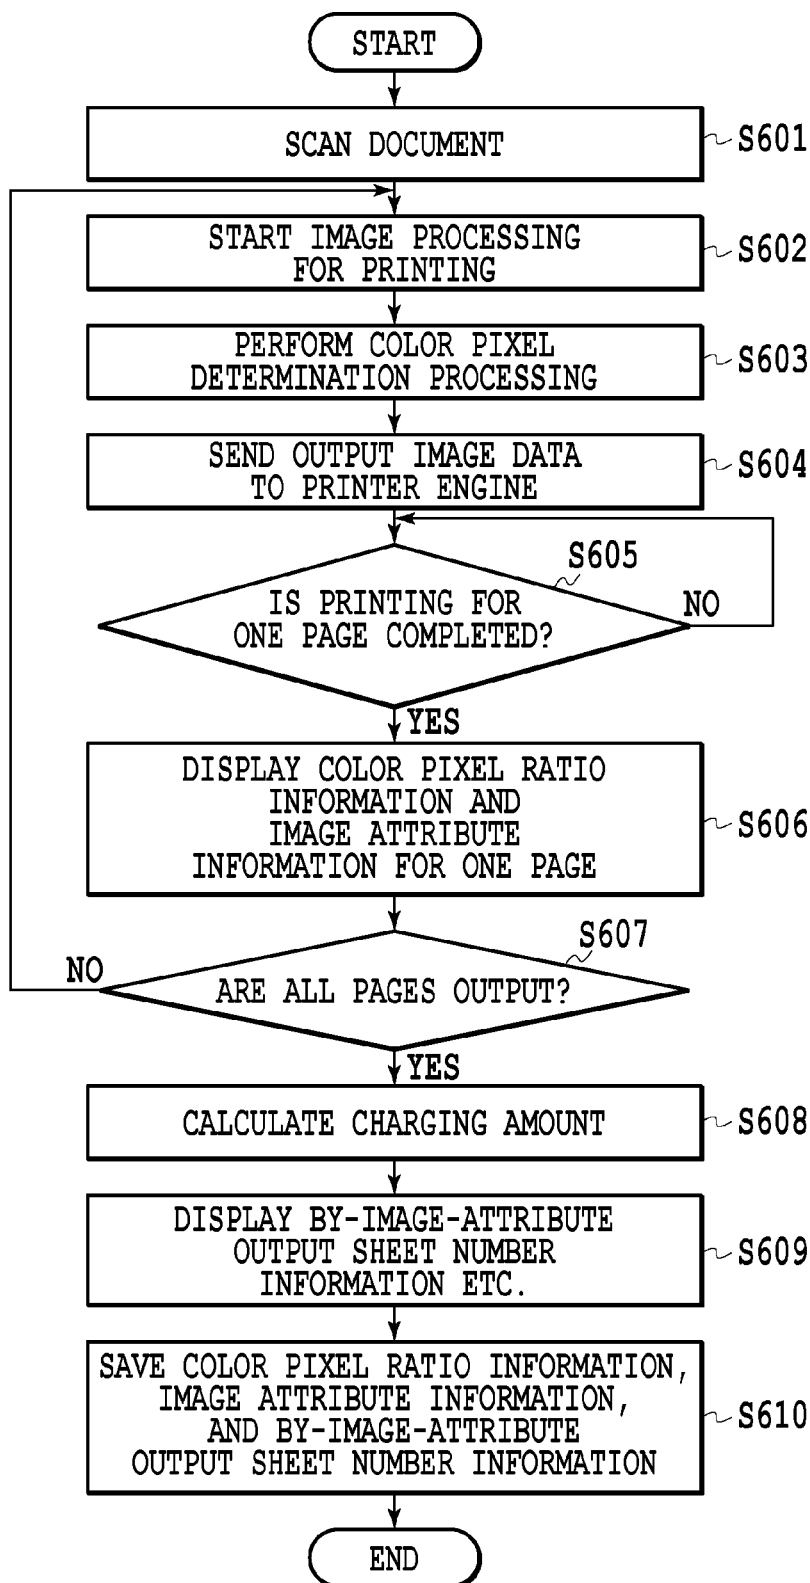 START
SCAN DOCUMENT
S601
START IMAGE PROCESSING
FOR PRINTING
S602
PERFORM COLOR PIXEL
DETERMINATION PROCESSING
S603
SEND OUTPUT IMAGE DATA
TO PRINTER ENGINE
S604
S605
IS PRINTING FOR
ONE PAGE COMPLETED?
NO
YES
DISPLAY COLOR PIXEL RATIO
INFORMATION AND
IMAGE ATTRIBUTE
INFORMATION FOR ONE PAGE
S606
S607
NO
ARE ALL PAGES OUTPUT?
YES
CALCULATE CHARGING AMOUNT
S608
DISPLAY BY-IMAGE-ATTRIBUTE
OUTPUT SHEET NUMBER
INFORMATION ETC.
S609
SAVE COLOR PIXEL RATIO INFORMATION,
IMAGE ATTRIBUTE INFORMATION,
AND BY-IMAGE-ATTRIBUTE
OUTPUT SHEET NUMBER INFORMATION
S610
END